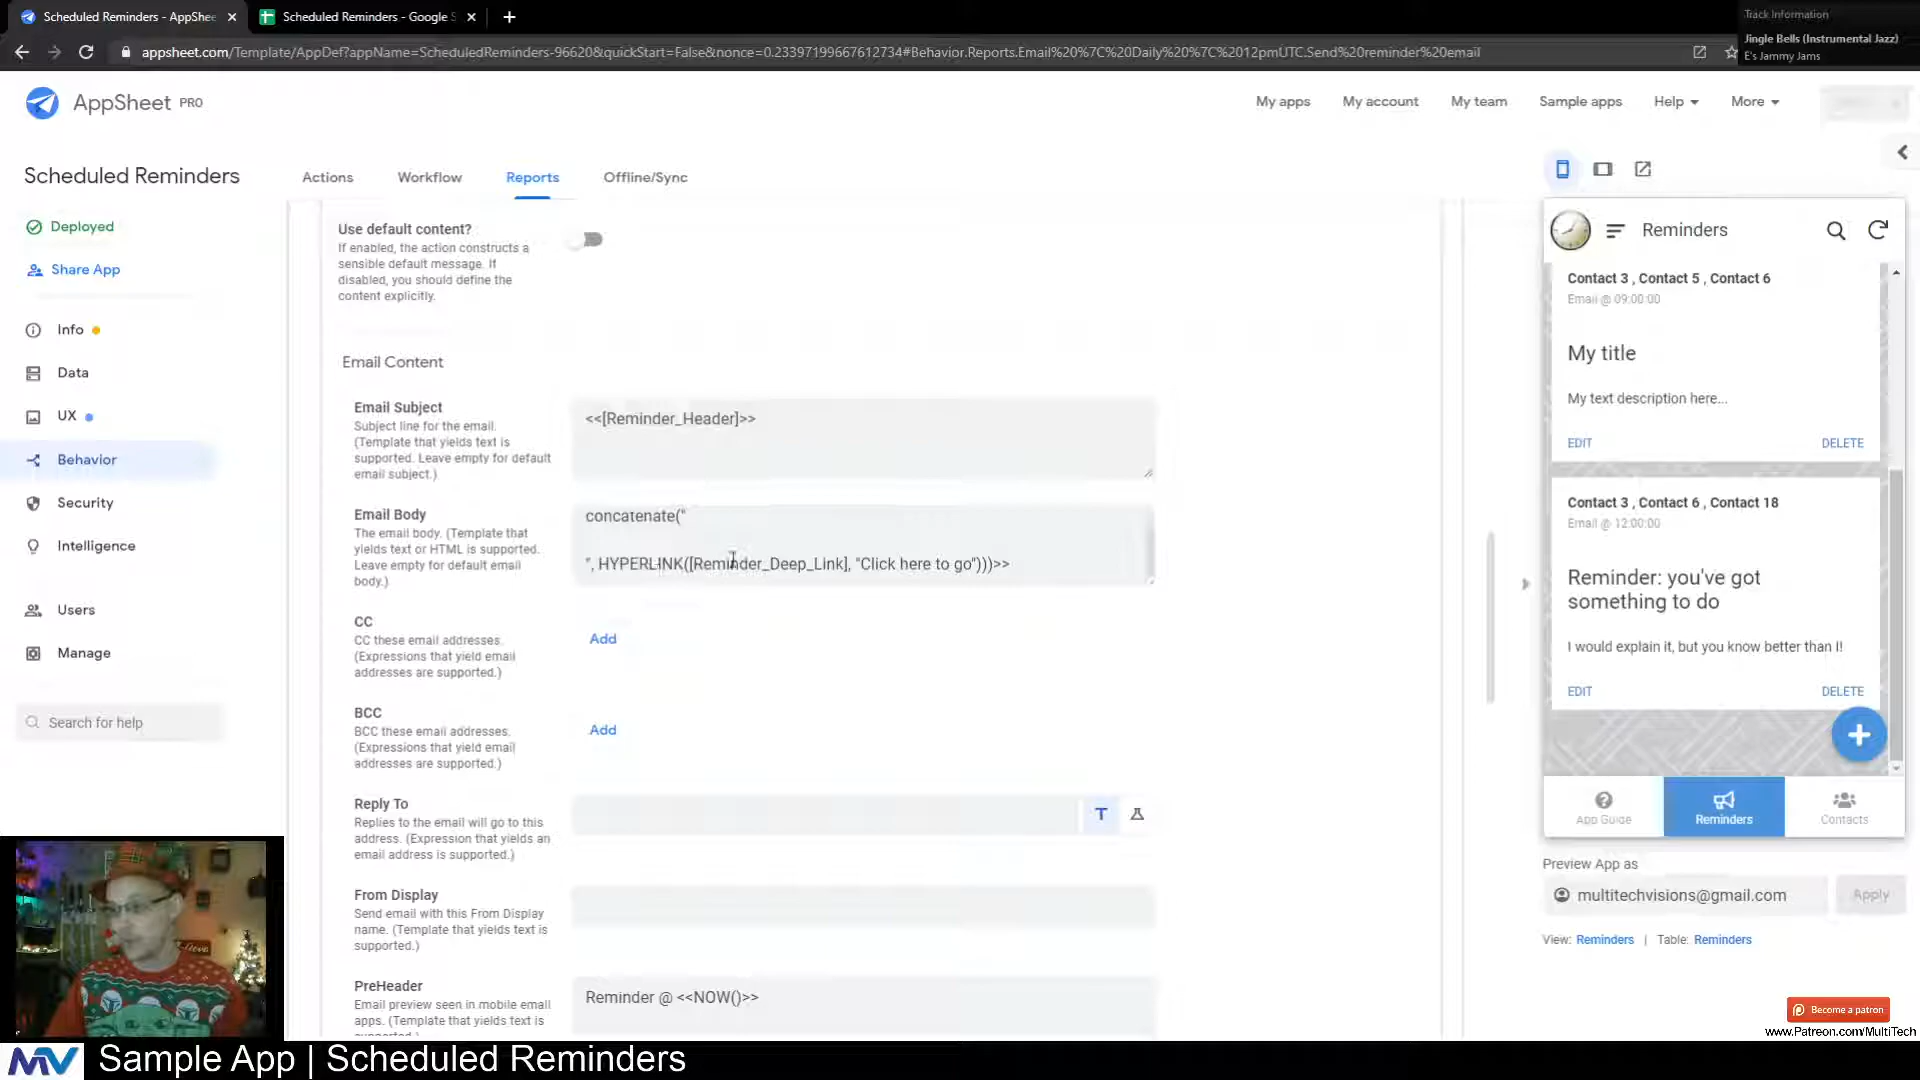 Scheduled Reminders - AppShee
Scheduled Reminders - Google S
Track Information
Jingle Bells (Instrumental Jazz)
E's Jammy Jams
appsheet.com/Template/AppDef?appName=ScheduledReminders-96620&quickStart=False&nonce=0.23397199667612734#Behavior.Reports.Email%20%7C%20Daily%20%7C%2012pmUTC.Send%20reminder%20email
AppSheet PRO
My apps
My account
My team
Sample apps
Help
More
Scheduled Reminders
Deployed
Share App
Info
Data
UX
Behavior
Security
Intelligence
Users
Manage
Search for help
Actions
Workflow
Reports
Offline/Sync
Use default content?
If enabled, the action constructs a
sensible default message. If
disabled, you should define the
content explicitly.
Email Content
Email Subject
Subject line for the email.
(Template that yields text is
supported. Leave empty for default
email subject.)
<<[Reminder_Header]>>
Email Body
The email body. (Template that
yields text or HTML is supported.
Leave empty for default email
body.)
concatenate("
", HYPERLINK([Reminder_Deep_Link], "Click here to go")))>>
CC
CC these email addresses.
(Expressions that yield email
addresses are supported.)
Add
BCC
BCC these email addresses.
(Expressions that yield email
addresses are supported.)
Add
Reply To
Replies to the email will go to this
address. (Expression that yields an
email address is supported.)
T
From Display
Send email with this From Display
name. (Template that yields text is
supported.)
PreHeader
Email preview seen in mobile email
apps. (Template that yields text is
Reminder @ <<NOW()>>
Reminders
Contact 3 , Contact 5 , Contact 6
Email @ 09:00:00
My title
My text description here...
EDIT
DELETE
Contact 3 , Contact 6 , Contact 18
Email @ 12:00:00
Reminder: you've got
something to do
I would explain it, but you know better than I!
EDIT
DELETE
App Guide
Reminders
Contacts
Preview App as
multitechvisions@gmail.com
Apply
View: Reminders | Table: Reminders
Become a patron
www.Patreon.com/MultiTech
MV Sample App | Scheduled Reminders